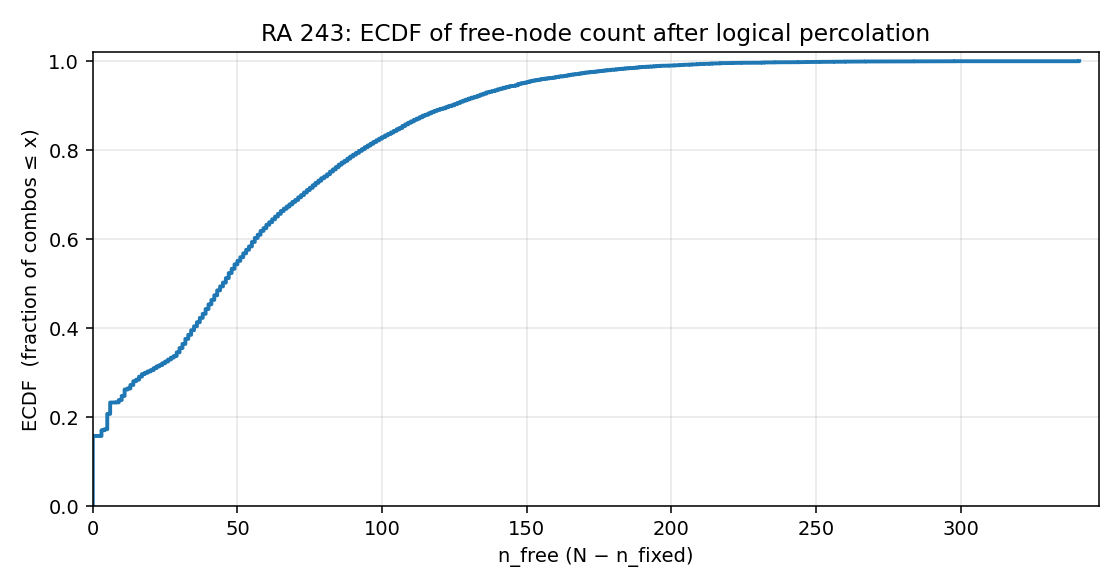 RA 243: ECDF of free-node count after logical percolation
ECDF  (fraction of combos ≤ x)
1.0
0.8
0.6
0.4
0.2
0.0
0 50 100 150 200 250 300
n_free (N − n_fixed)